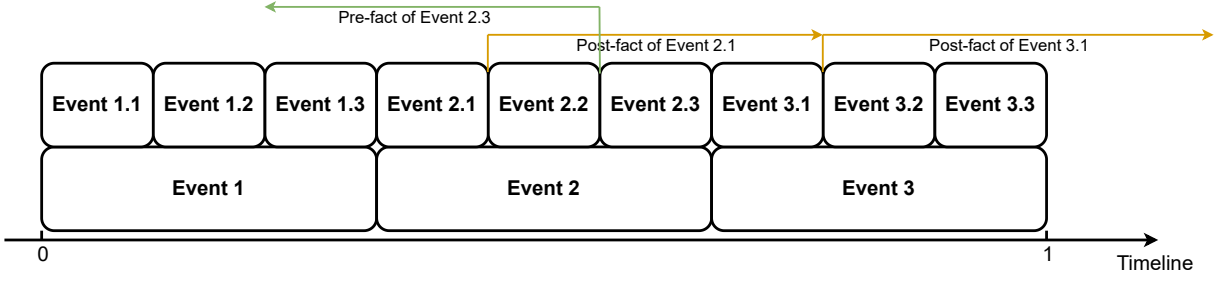 Pre-fact of Event 2.3
Post-fact of Event 2.1
Post-fact of Event 3.1
Event 1.1
Event 1.2
Event 1.3
Event 2.1
Event 2.2
Event 2.3
Event 3.1
Event 3.2
Event 3.3
Event 1
Event 2
Event 3
0
1
Timeline